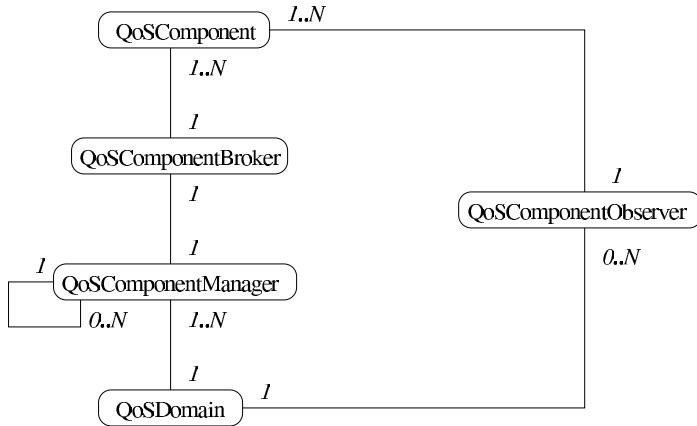 1..N
QoSComponent
1..N
1
QoSComponentBroker
1
1
QoSComponentObserver
1
1
0..N
QoSComponentManager
0..N
1..N
1
1
QoSDomain